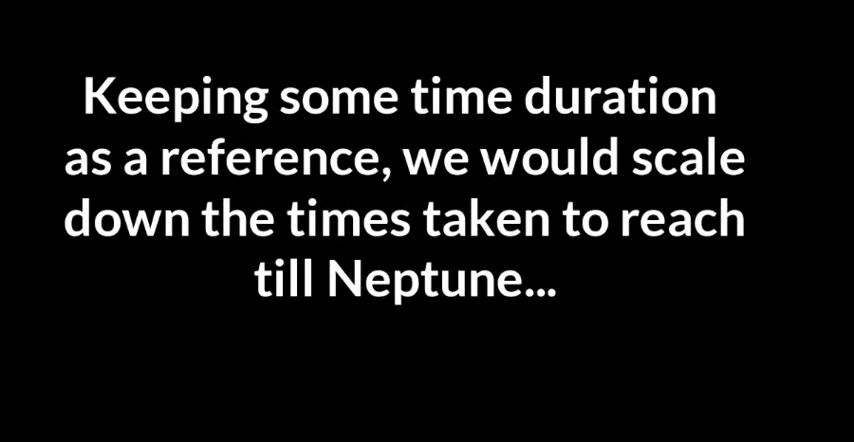 Keeping some time duration
as a reference, we would scale
down the times taken to reach
till Neptune...